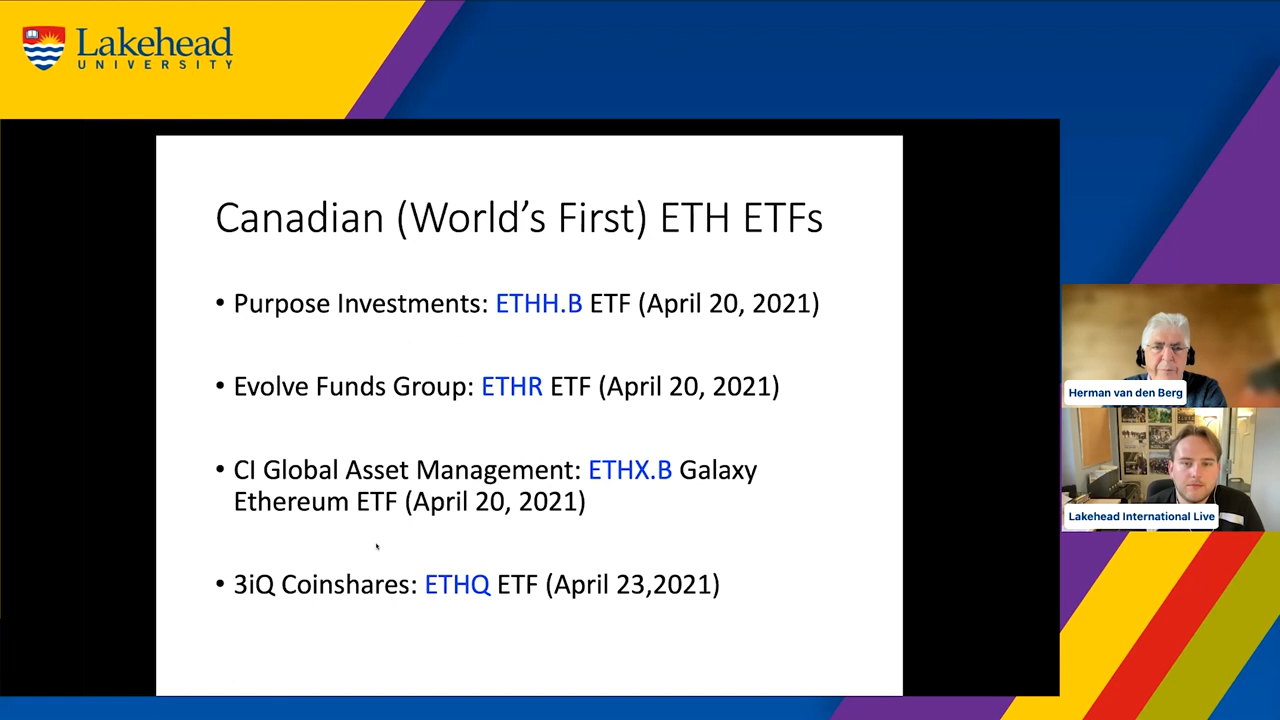 Lakehead
UNIVERSITY
Canadian (World's First) ETH ETFs
• Purpose Investments: ETHH.B ETF (April 20, 2021)
• Evolve Funds Group: ETHR ETF (April 20, 2021)
• CI Global Asset Management: ETHX.B Galaxy
Ethereum ETF (April 20, 2021)
• 3iQ Coinshares: ETHQ ETF (April 23,2021)
Herman van den Berg
Lakehead International Live